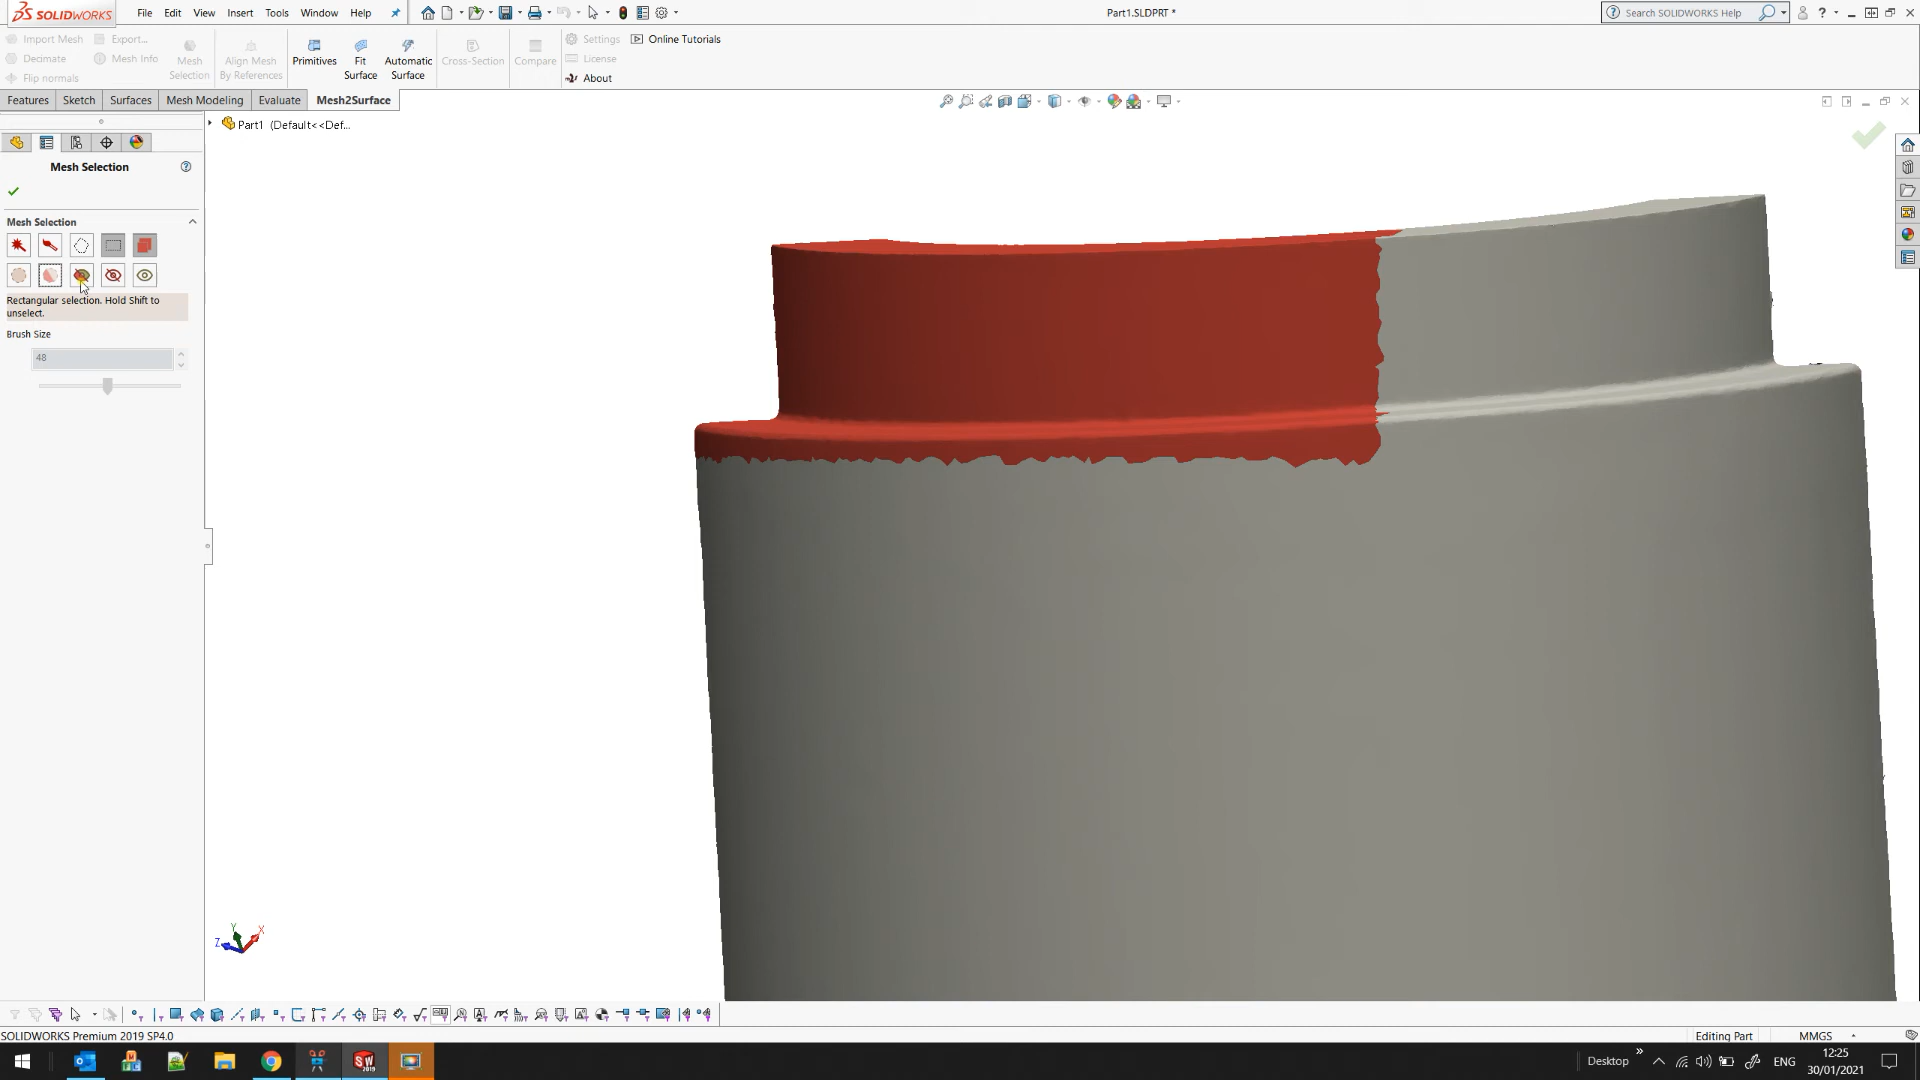 SOLIDWORKS File Edit View Insert Tools Window Help Part1.SLDPRT * Search SOLIDWORKS Help
Import Mesh Export... Settings Online Tutorials
Decimate Mesh Info License
Flip normals About
Mesh Selection
Align Mesh By References
Primitives
Fit Surface
Automatic Surface
Cross-Section
Compare
Features Sketch Surfaces Mesh Modeling Evaluate Mesh2Surface
Part1 (Default<<Def...
Mesh Selection
Mesh Selection
Rectangular selection. Hold Shift to
unselect.
Brush Size
48
Y
X
Z
SOLIDWORKS Premium 2019 SP4.0 Editing Part MMGS
Desktop ENG 12:25
30/01/2021